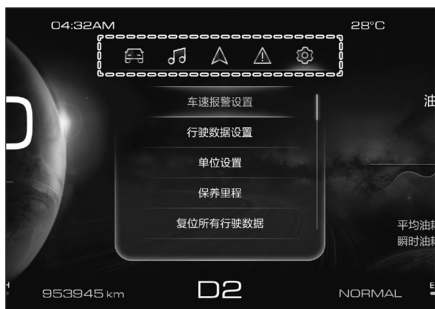 04:32AM 28°C
车速报警设置
油
行驶数据设置
单位设置
保养里程
复位所有行驶数据
平均油耗
瞬时油耗
953945 km D2 NORMAL